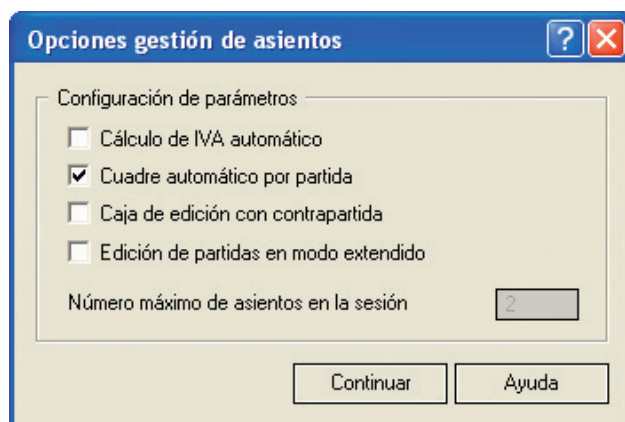 Opciones gestión de asientos
Configuración de parámetros
Cálculo de IVA automático
Cuadre automático por partida
Caja de edición con contrapartida
Edición de partidas en modo extendido
Número máximo de asientos en la sesión 2
Continuar Ayuda